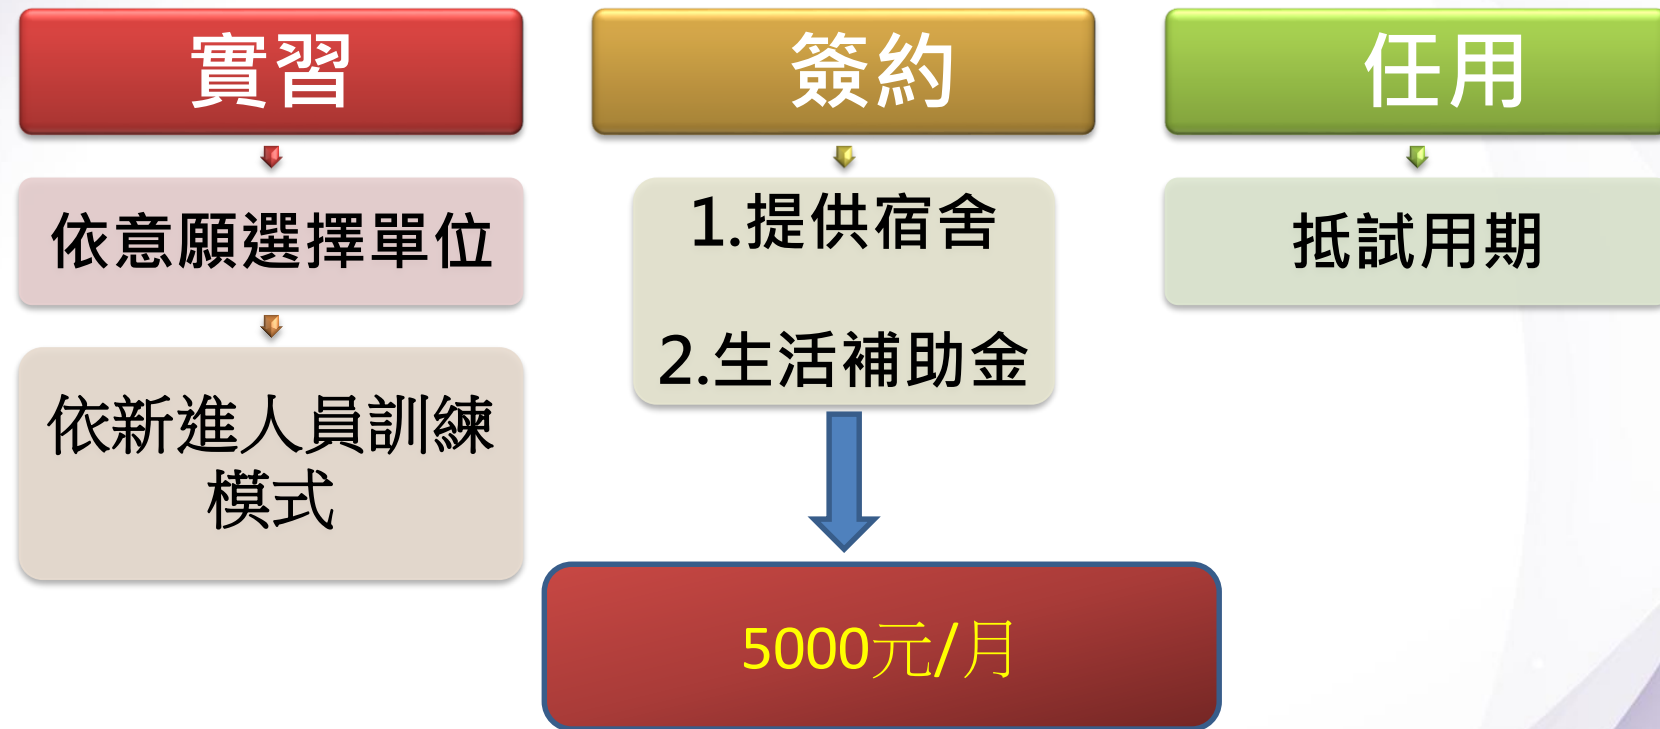 實習
依意願選擇單位
依新進人員訓練
模式
簽約
1.提供宿舍
2.生活補助金
5000元/月
任用
抵試用期